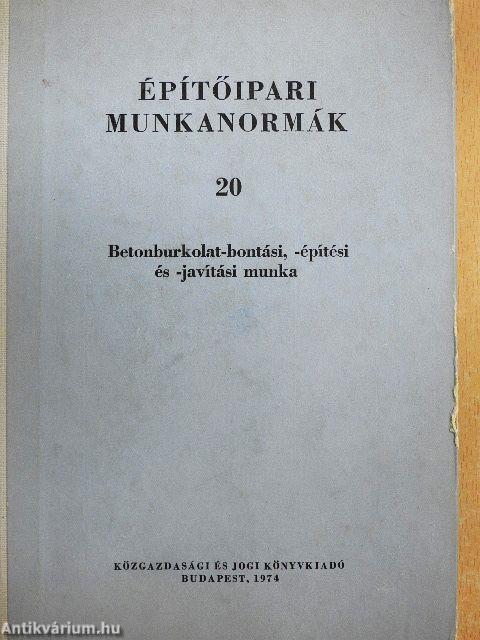 ÉPÍTŐIPARI
MUNKANORMÁK
20
Betonburkolat-bontási, -építési
és -javítási munka
KÖZGAZDASÁGI ÉS JOGI KÖNYVKIADÓ
BUDAPEST, 1974
Antikvárium.hu